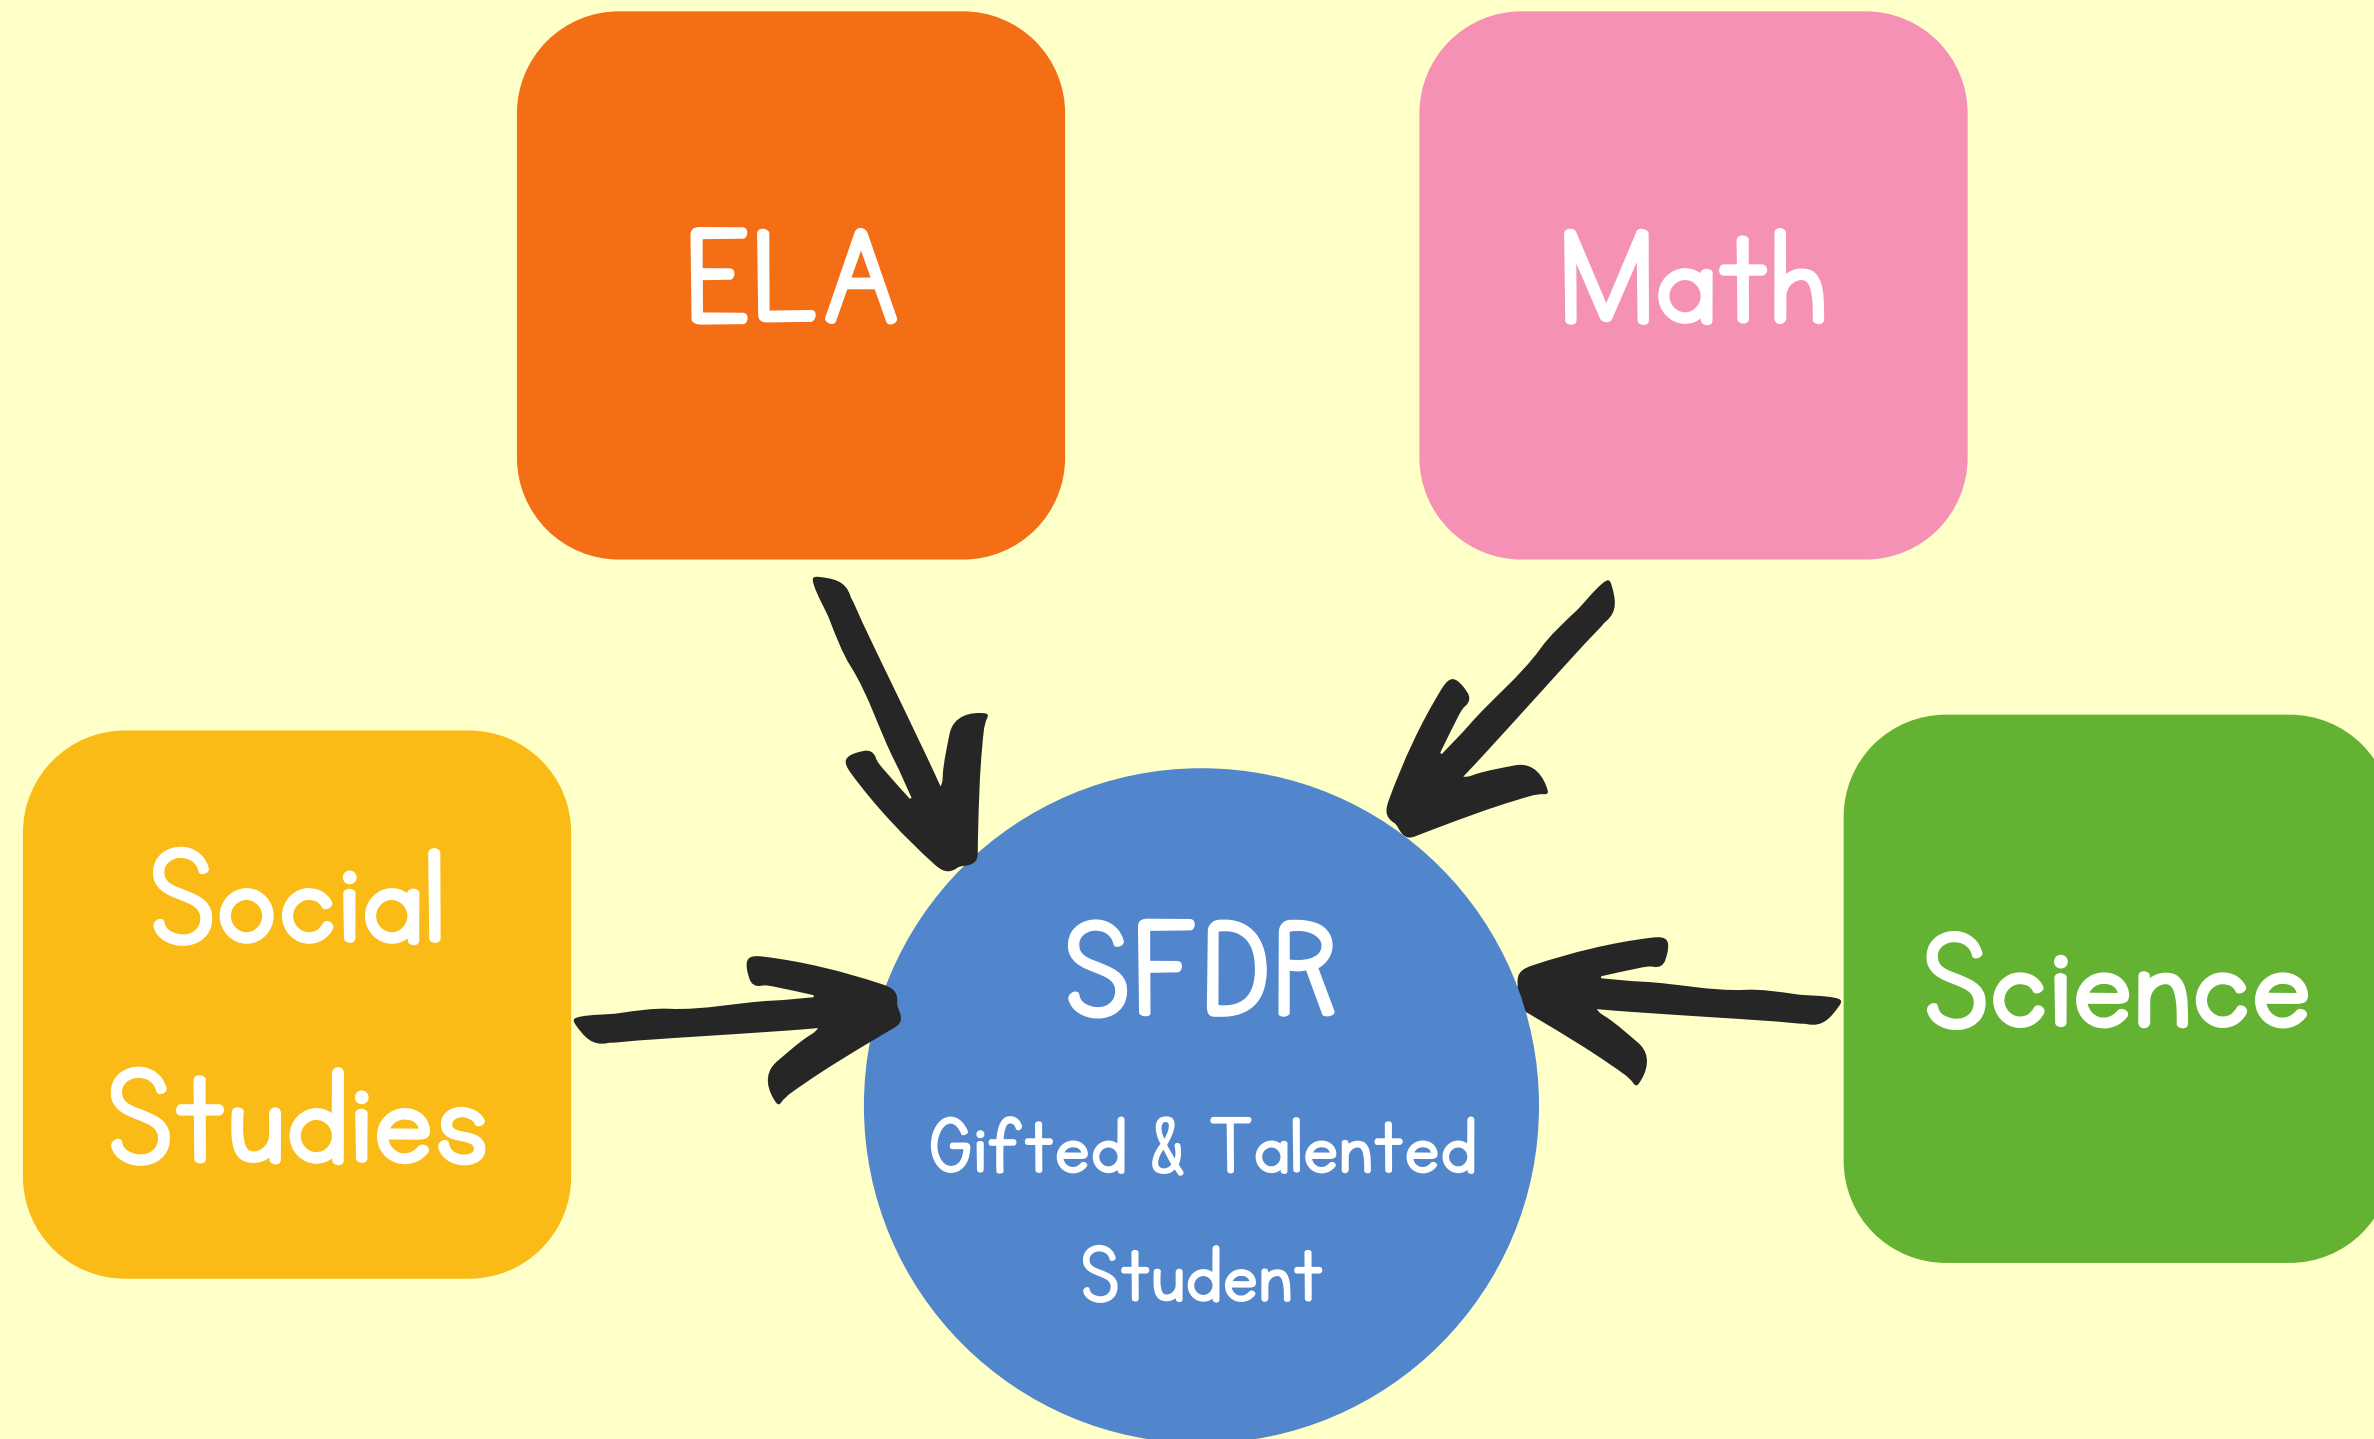 ELA
Math
Social
Studies
SFDR
Gifted & Talented
Student
Science